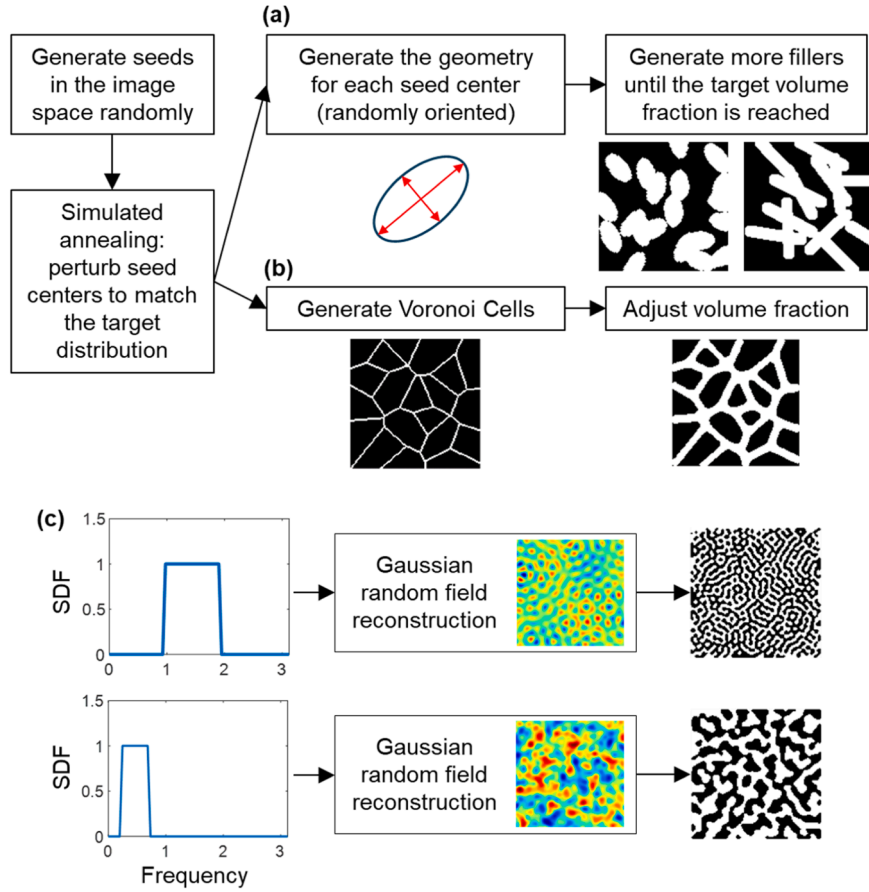 (a)
Generate seeds
in the image
space randomly
Generate the geometry
for each seed center
(randomly oriented)
Generate more fillers
until the target volume
fraction is reached
Simulated
annealing:
perturb seed
centers to match
the target
distribution
(b)
Generate Voronoi Cells
Adjust volume fraction
(c)
1.5
1
0.5
0
SDF
0 1 2 3
Gaussian
random field
reconstruction
1.5
1
0.5
0
SDF
0 1 2 3
Frequency
Gaussian
random field
reconstruction